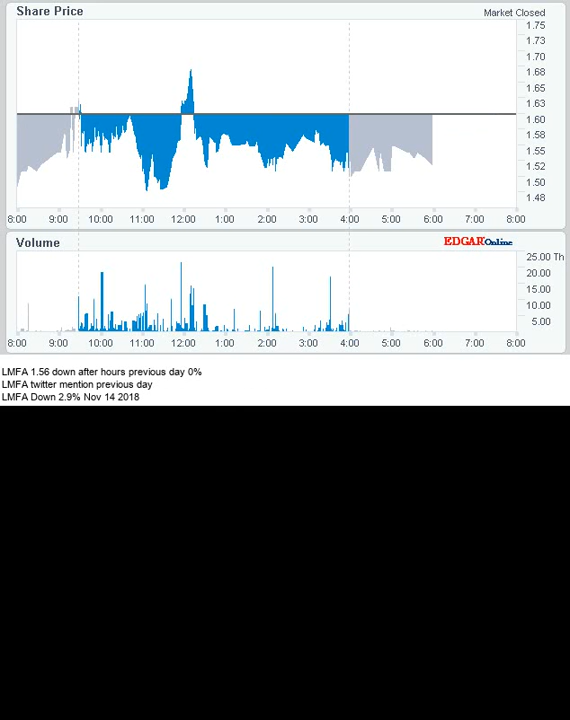 Share Price
Market Closed
1.75
1.73
1.70
1.68
1.65
1.63
1.60
1.58
1.55
1.52
1.50
1.48
8:00 9:00 10:00 11:00 12:00 1:00 2:00 3:00 4:00 5:00 6:00 7:00 8:00
Volume
EDGAR Online
25.00 Th
20.00
15.00
10.00
5.00
8:00 9:00 10:00 11:00 12:00 1:00 2:00 3:00 4:00 5:00 6:00 7:00 8:00
LMFA 1.56 down after hours previous day 0%
LMFA twitter mention previous day
LMFA Down 2.9% Nov 14 2018